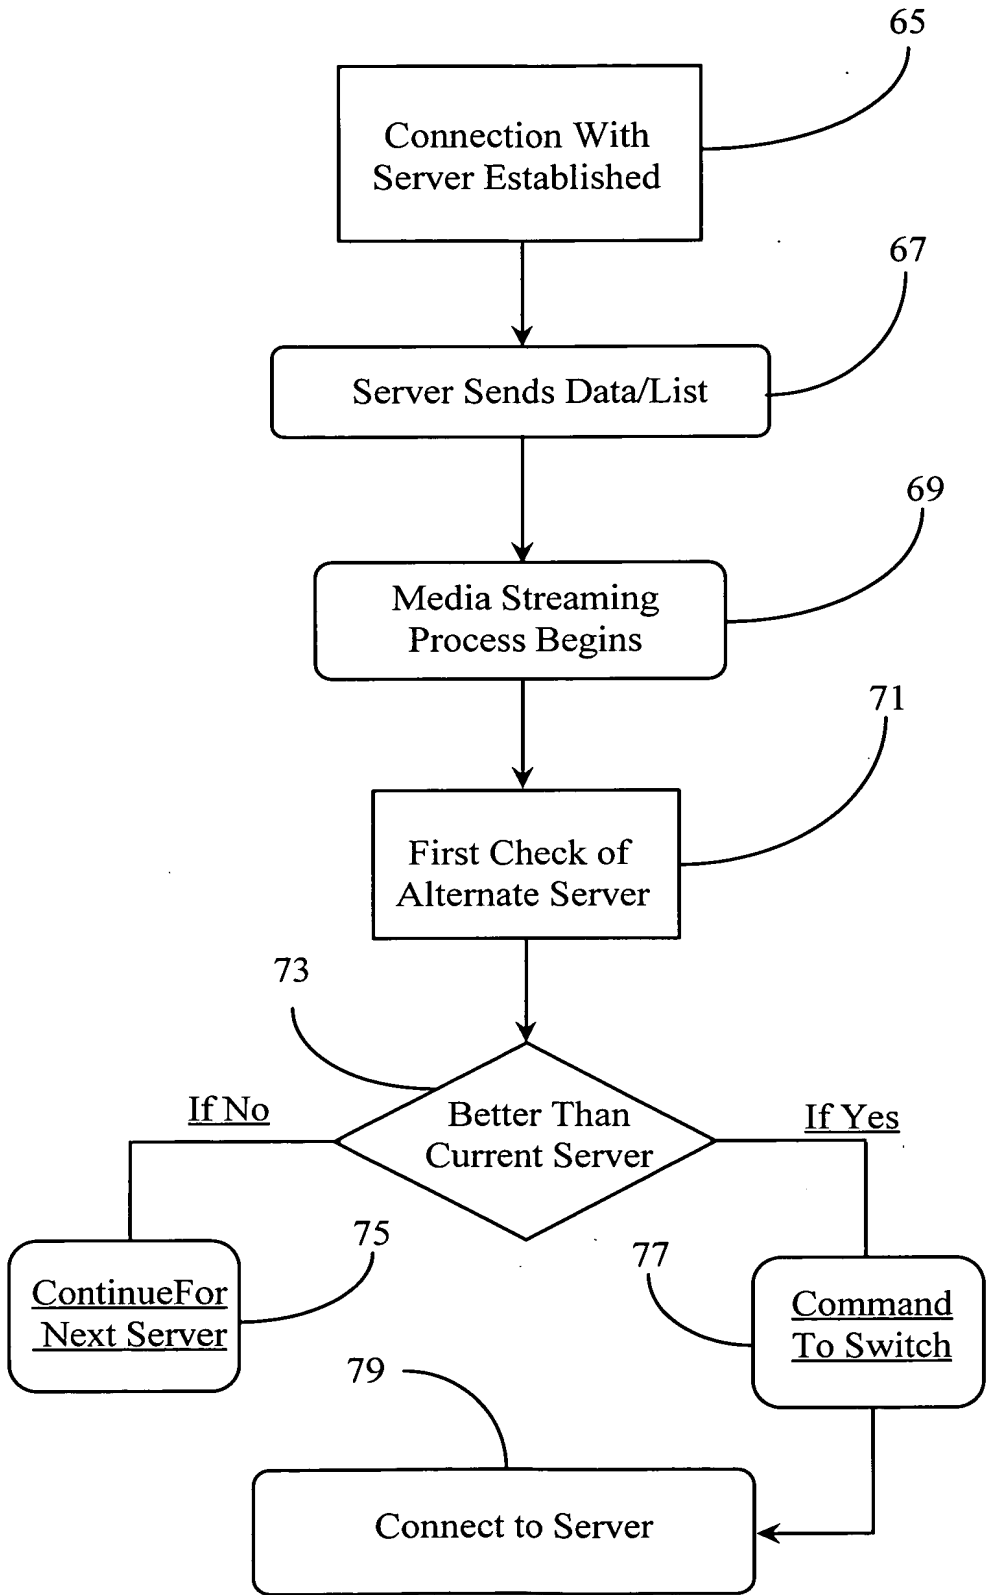 65
Connection With
Server Established
67
Server Sends Data/List
69
Media Streaming
Process Begins
71
First Check of
Alternate Server
73
If No
Better Than
Current Server
If Yes
75
ContinueFor
Next Server
77
Command
To Switch
79
Connect to Server